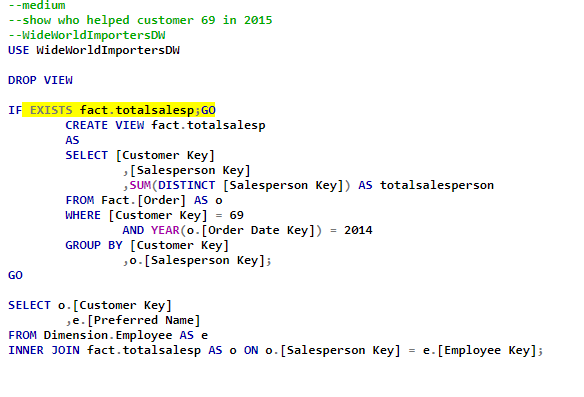 --medium
--show who helped customer 69 in 2015
--WideWorldImportersDW
USE WideWorldImportersDW
DROP VIEW
IF EXISTS fact.totalsalesp;GO
CREATE VIEW fact.totalsalesp
AS
SELECT [Customer Key]
,[Salesperson Key]
,SUM(DISTINCT [Salesperson Key]) AS totalsalesperson
FROM Fact.[Order] AS o
WHERE [Customer Key] = 69
AND YEAR(o.[Order Date Key]) = 2014
GROUP BY [Customer Key]
,o.[Salesperson Key];
GO
SELECT o.[Customer Key]
,e.[Preferred Name]
FROM Dimension.Employee AS e
INNER JOIN fact.totalsalesp AS o ON o.[Salesperson Key] = e.[Employee Key];